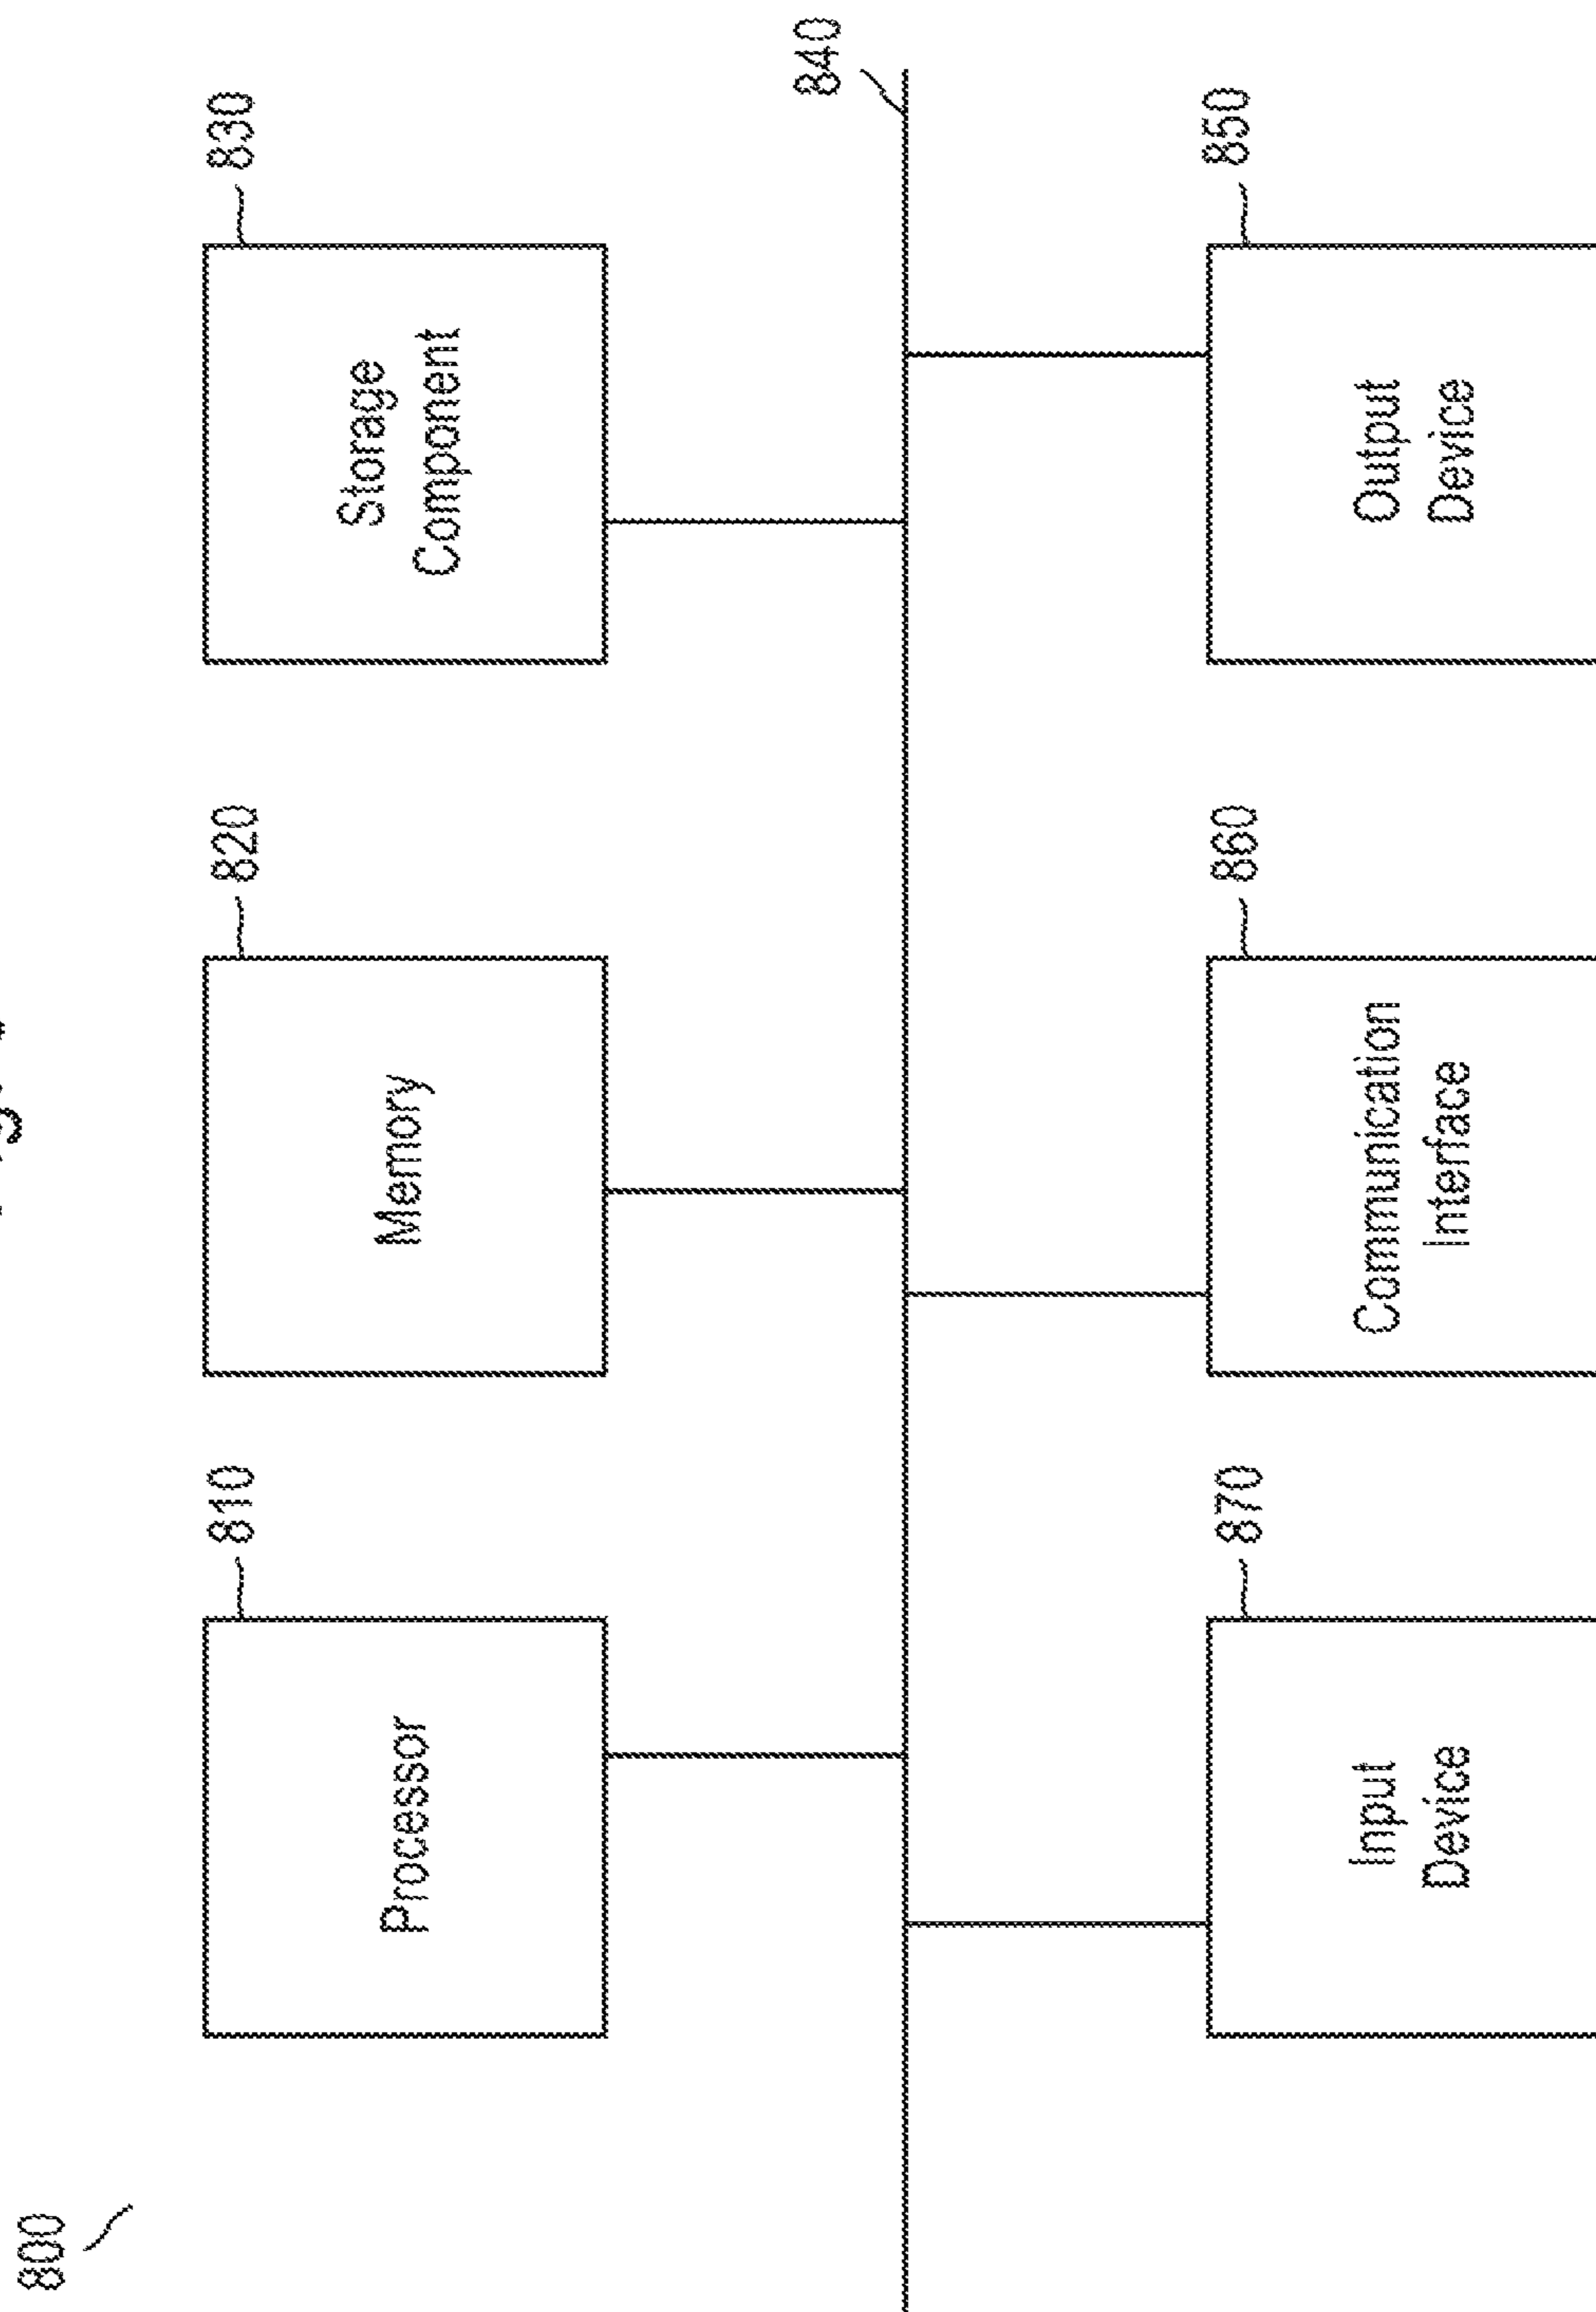 800
810
Processor
820
Memory
830
Storage
Component
840
870
Input
Device
860
Communication
Interface
850
Output
Device